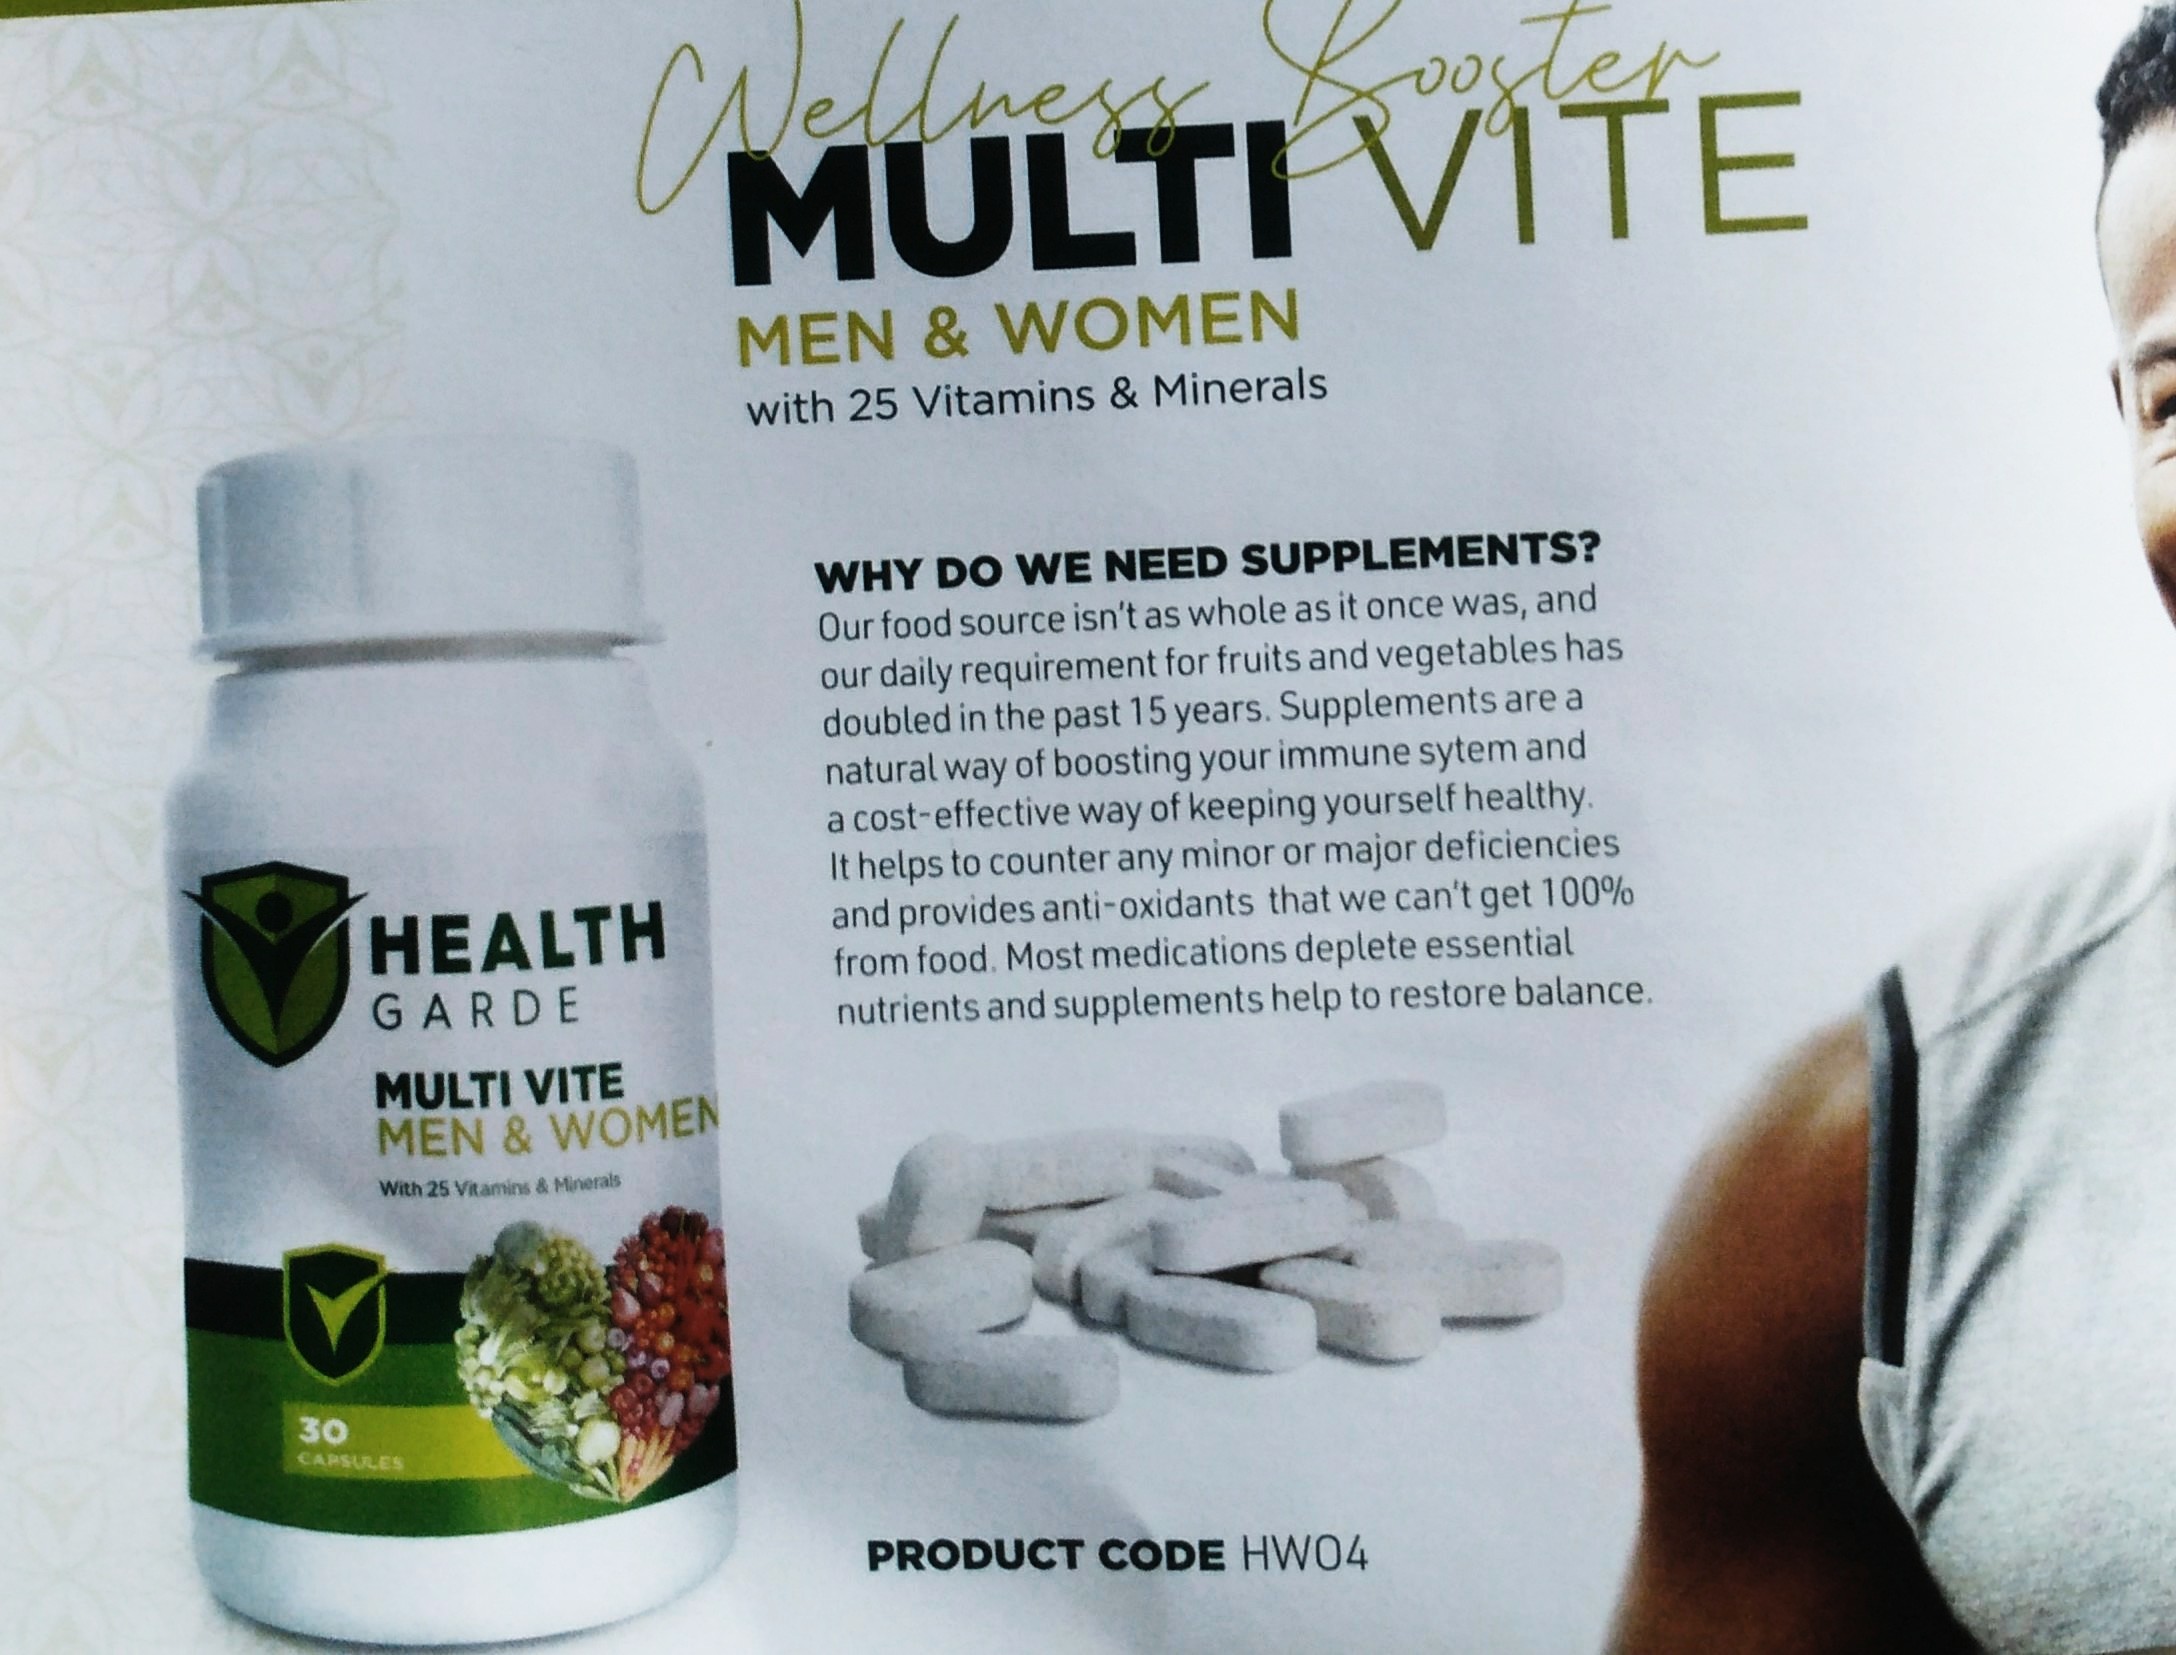 Wellness Booster
MULTI VITE
MEN & WOMEN
with 25 Vitamins & Minerals
WHY DO WE NEED SUPPLEMENTS?
Our food source isn't as whole as it once was, and
our daily requirement for fruits and vegetables has
doubled in the past 15 years. Supplements are a
natural way of boosting your immune sytem and
a cost-effective way of keeping yourself healthy.
It helps to counter any minor or major deficiencies
and provides anti-oxidants that we can't get 100%
from food. Most medications deplete essential
nutrients and supplements help to restore balance.
HEALTH
GARDE
MULTI VITE
MEN & WOMEN
With 25 Vitamins & Minerals
30
CAPSULES
PRODUCT CODE HW04